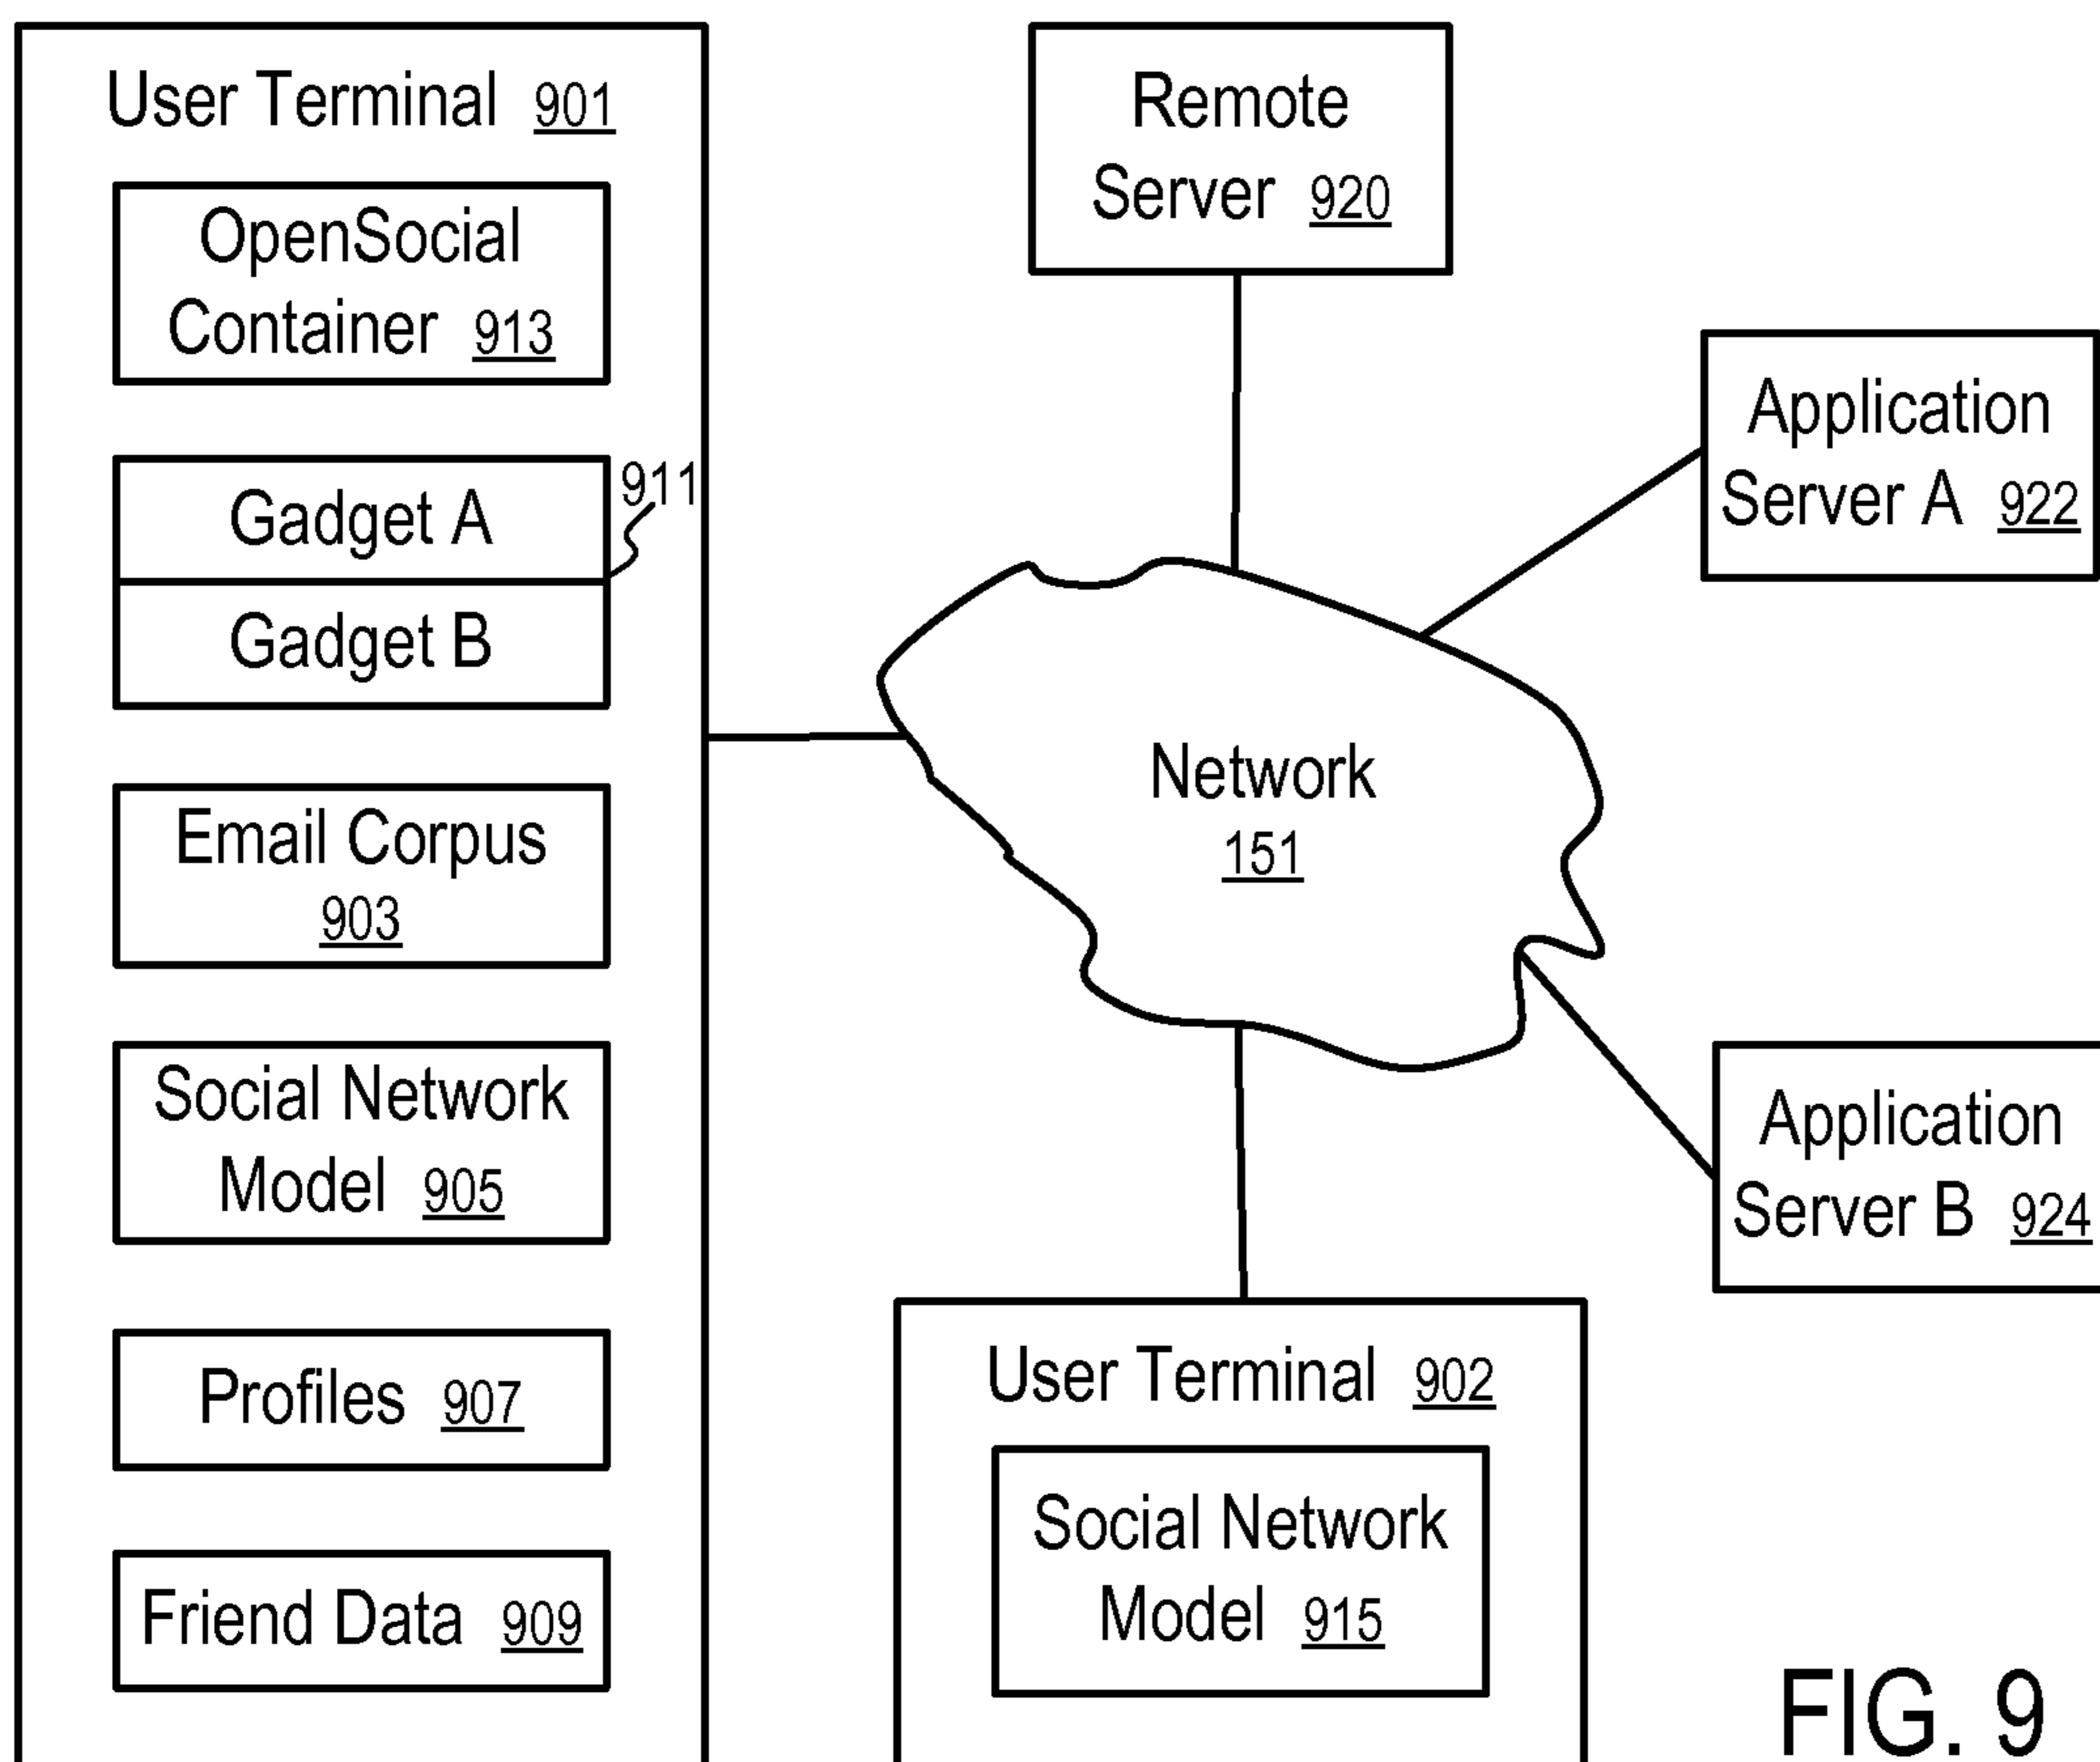 User Terminal 901
OpenSocial
Container 913
911
Gadget A
Gadget B
Email Corpus
903
Social Network
Model 905
Profiles 907
Friend Data 909
Remote
Server 920
Application
Server A 922
Network
151
Application
Server B 924
User Terminal 902
Social Network
Model 915
FIG. 9